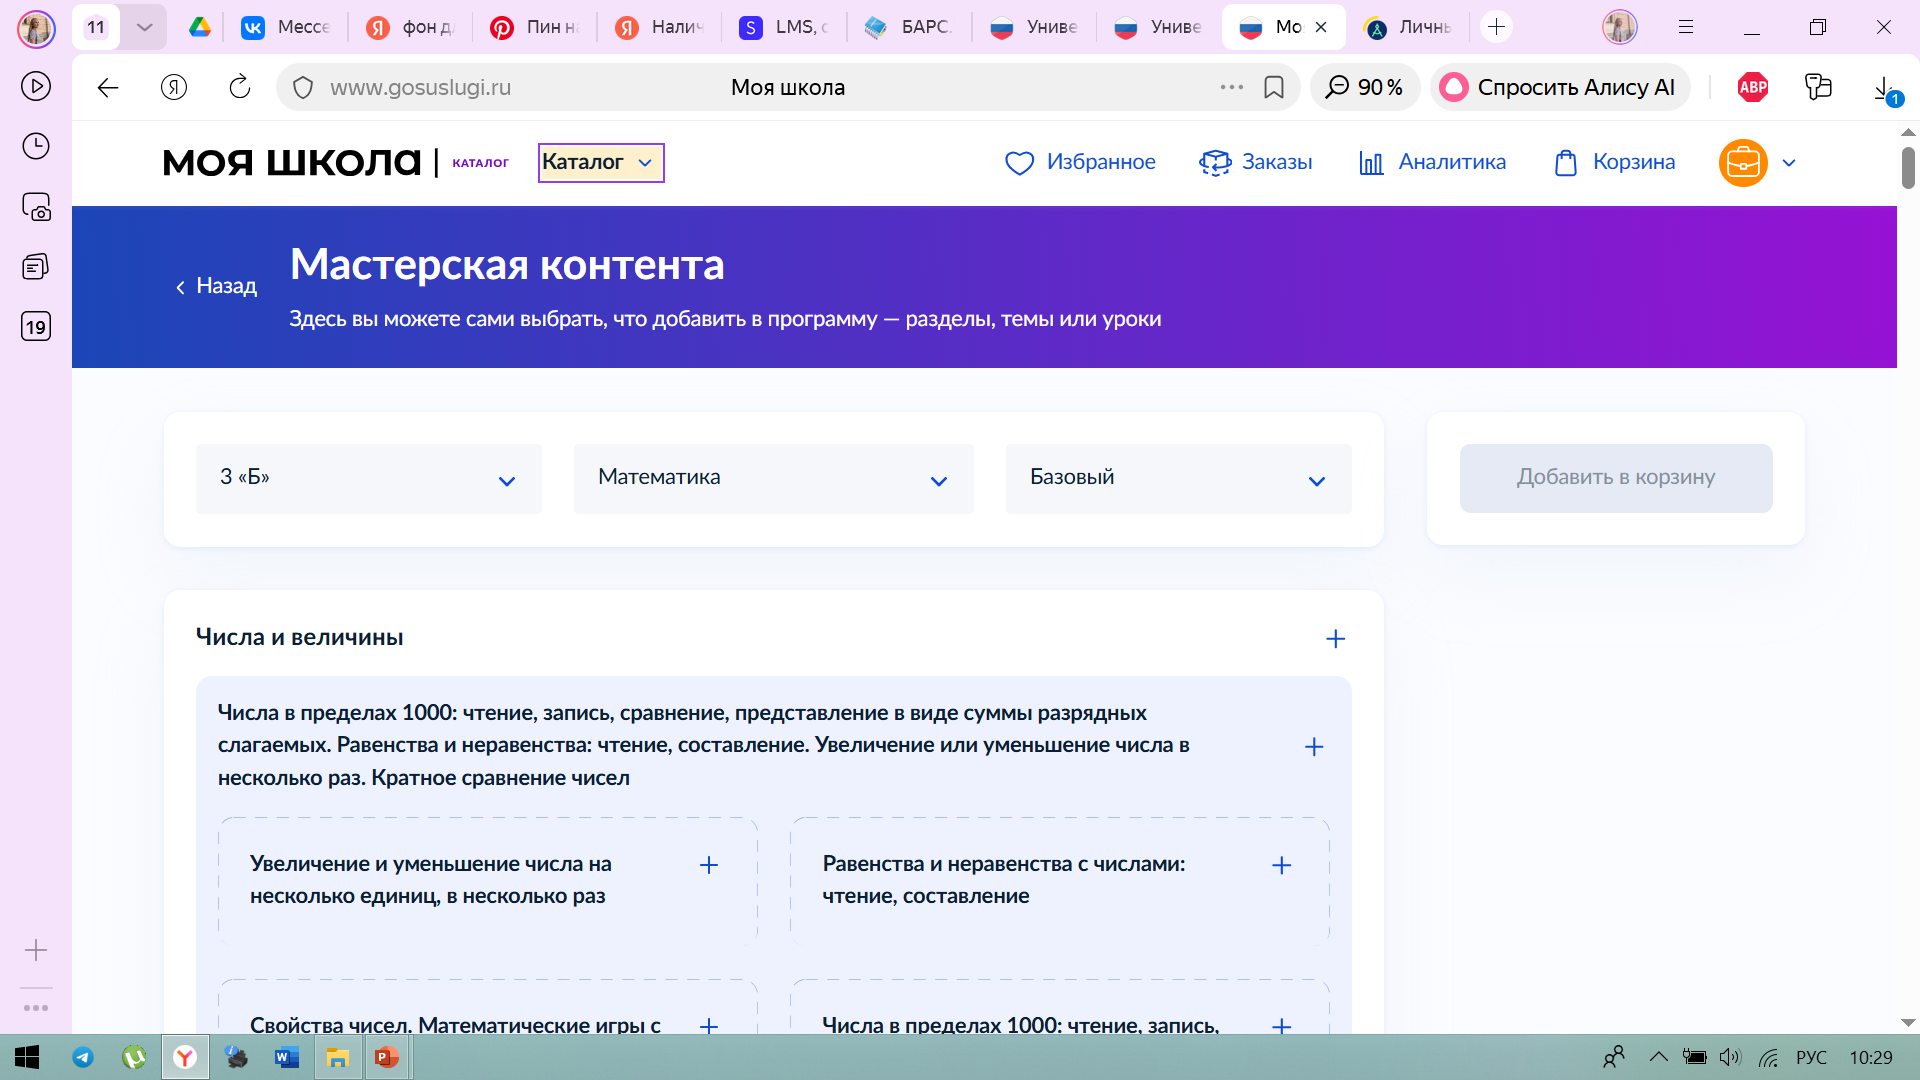 11
Мессе
фон д
Пин н
Налич
LMS, с
БАРС.
Униве
Униве
Мо
Личнь
www.gosuslugi.ru
Моя школа
90 %
Спросить Алису AI
ABP
1
19
МОЯ ШКОЛА | КАТАЛОГ
Каталог
Избранное
Заказы
Аналитика
Корзина
Назад
Мастерская контента
Здесь вы можете сами выбрать, что добавить в программу — разделы, темы или уроки
3 «Б»
Математика
Базовый
Добавить в корзину
Числа и величины
Числа в пределах 1000: чтение, запись, сравнение, представление в виде суммы разрядных
слагаемых. Равенства и неравенства: чтение, составление. Увеличение или уменьшение числа в
несколько раз. Кратное сравнение чисел
Увеличение и уменьшение числа на
несколько единиц, в несколько раз
Равенства и неравенства с числами:
чтение, составление
Свойства чисел. Математические игры с
Числа в пределах 1000: чтение, запись,
РУС
10:29